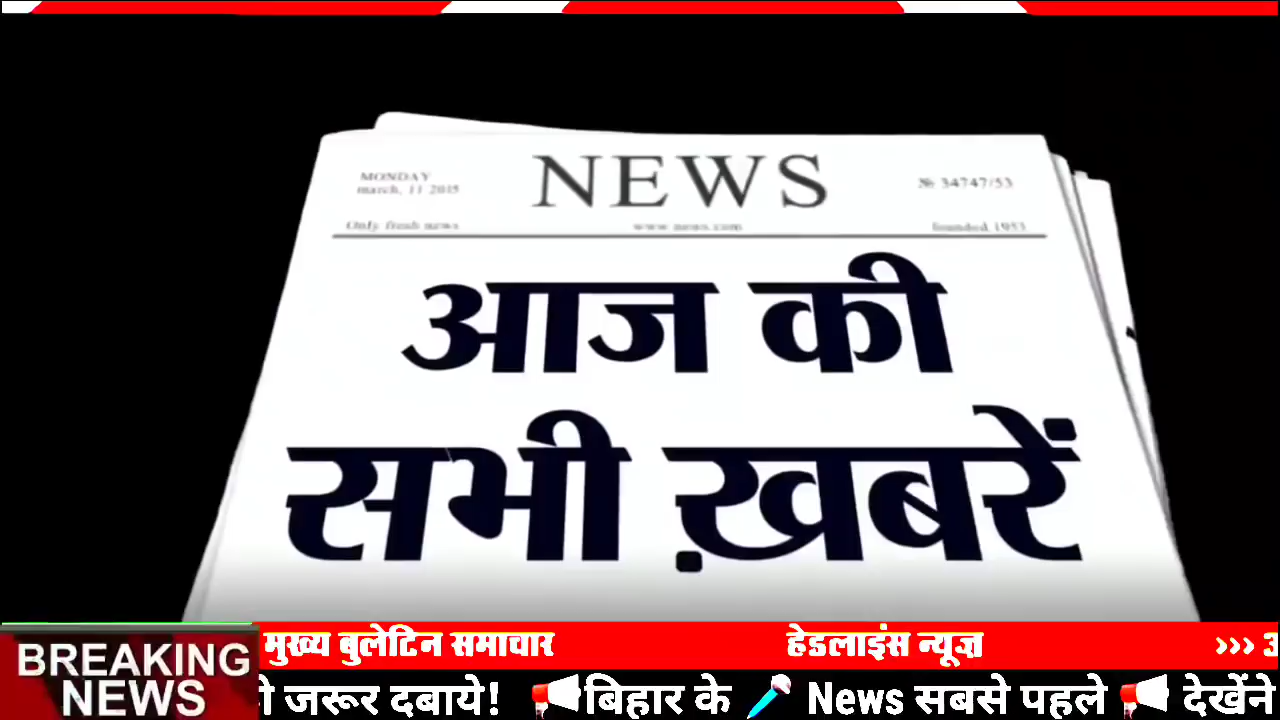 NEWS
MONDAY
march, 11 2015
№ 34747/53
Only fresh news
www.news.com
founded 1953
आज की
सभी ख़बरें
BREAKING
NEWS
मुख्य बुलेटिन समाचार हेडलाइंस न्यूज़ >>>
जरूर दबाये! बिहार के News सबसे पहले देखेंने